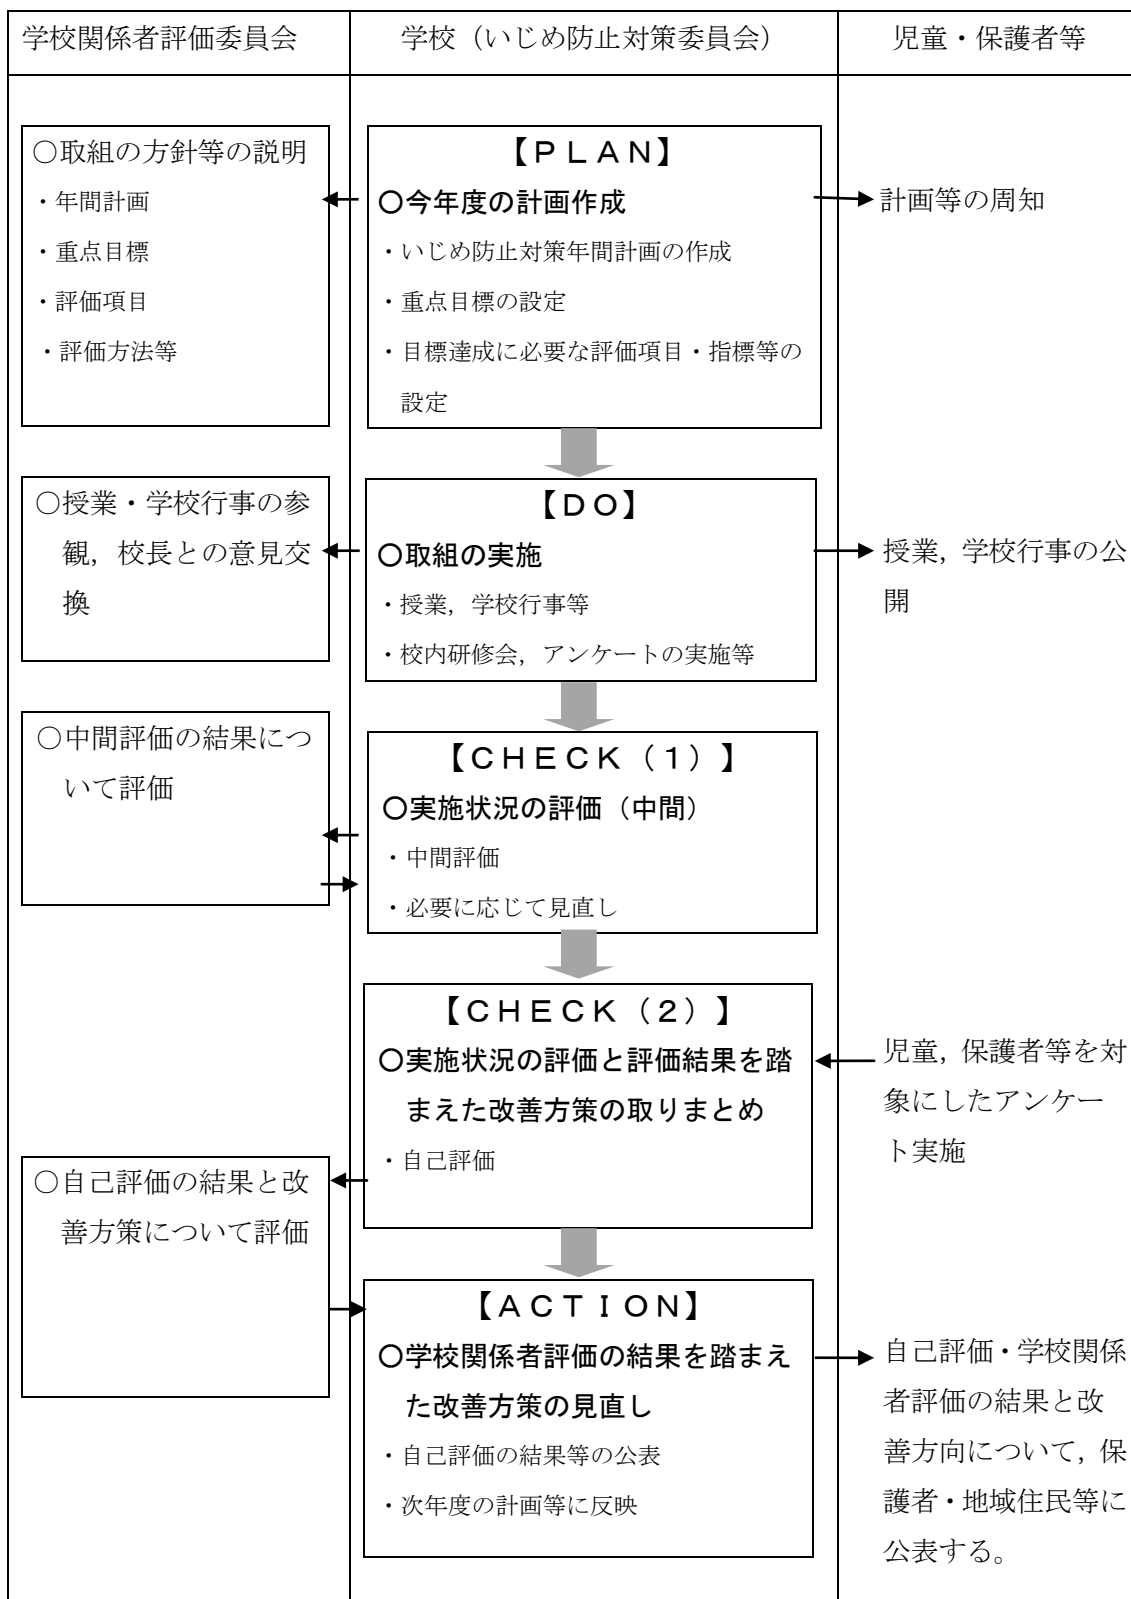 学校関係者評価委員会
学校（いじめ防止対策委員会）
児童・保護者等
○取組の方針等の説明
・年間計画
・重点目標
・評価項目
・評価方法等
【ＰＬＡＮ】
○今年度の計画作成
・いじめ防止対策年間計画の作成
・重点目標の設定
・目標達成に必要な評価項目・指標等の
設定
計画等の周知
○授業・学校行事の参
観，校長との意見交
換
【ＤＯ】
○取組の実施
・授業，学校行事等
・校内研修会，アンケートの実施等
授業，学校行事の公
開
○中間評価の結果につ
いて評価
【ＣＨＥＣＫ（１）】
○実施状況の評価（中間）
・中間評価
・必要に応じて見直し
【ＣＨＥＣＫ（２）】
○実施状況の評価と評価結果を踏
まえた改善方策の取りまとめ
・自己評価
児童，保護者等を対
象にしたアンケー
ト実施
○自己評価の結果と改
善方策について評価
【ＡＣＴＩＯＮ】
○学校関係者評価の結果を踏まえ
た改善方策の見直し
・自己評価の結果等の公表
・次年度の計画等に反映
自己評価・学校関係
者評価の結果と改
善方向について，保
護者・地域住民等に
公表する。